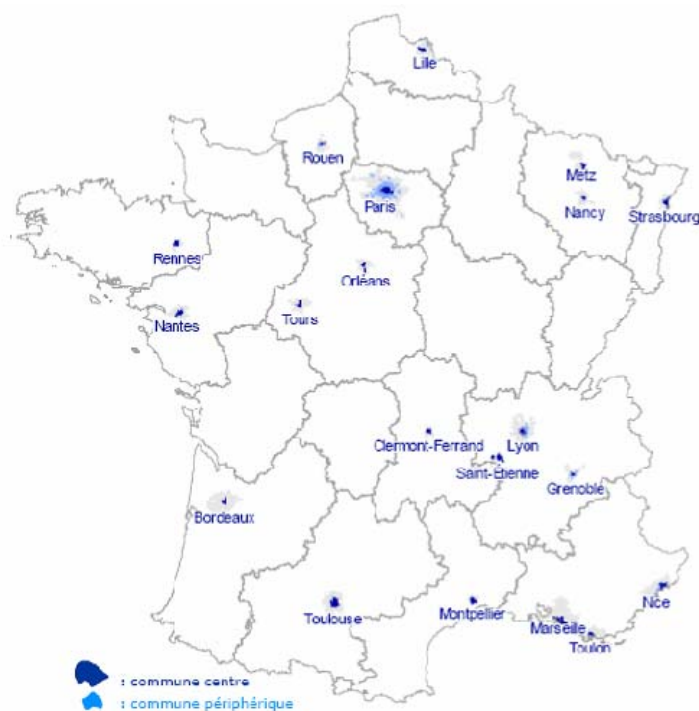 Lille
Rouen
Metz
Paris
Nancy
Strasbourg
Rennes
Orléans
Nantes
Tours
Clermont-Ferrand
Lyon
Saint-Etienne
Grenoble
Bordeaux
Nice
Toulouse
Montpellier
Marseille
Toulon
: commune centre
: commune périphérique